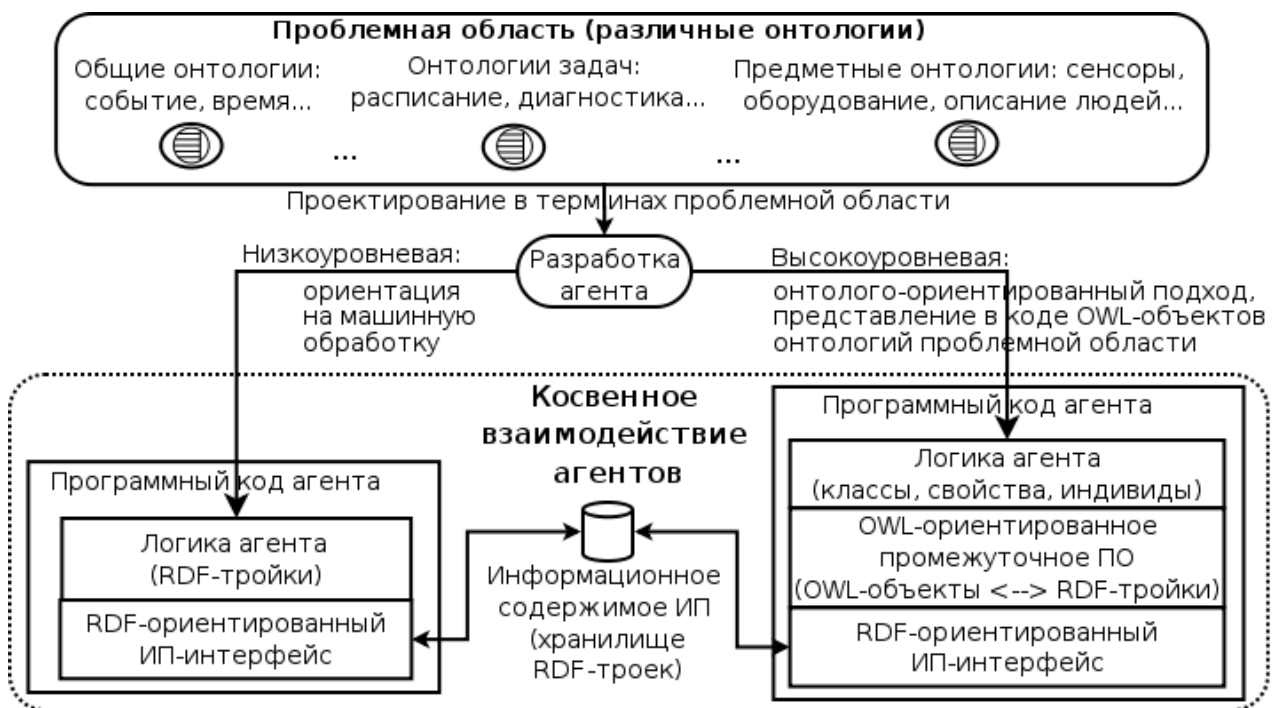 Проблемная область (различные онтологии)
Общие онтологии:
событие, время...
Онтологии задач:
расписание, диагностика...
Предметные онтологии: сенсоры,
оборудование, описание людей...
...
...
Проектирование в терминах проблемной области
Разработка
агента
Низкоуровневая:
ориентация
на машинную
обработку
Высокоуровневая:
онтолого-ориентированный подход,
представление в коде OWL-объектов
онтологий проблемной области
Косвенное
взаимодействие
агентов
Программный код агента
Логика агента
(RDF-тройки)
RDF-ориентированный
ИП-интерфейс
Информационное
содержимое ИП
(хранилище
RDF-троек)
Программный код агента
Логика агента
(классы, свойства, индивиды)
OWL-ориентированное
промежуточное ПО
(OWL-объекты <--> RDF-тройки)
RDF-ориентированный
ИП-интерфейс